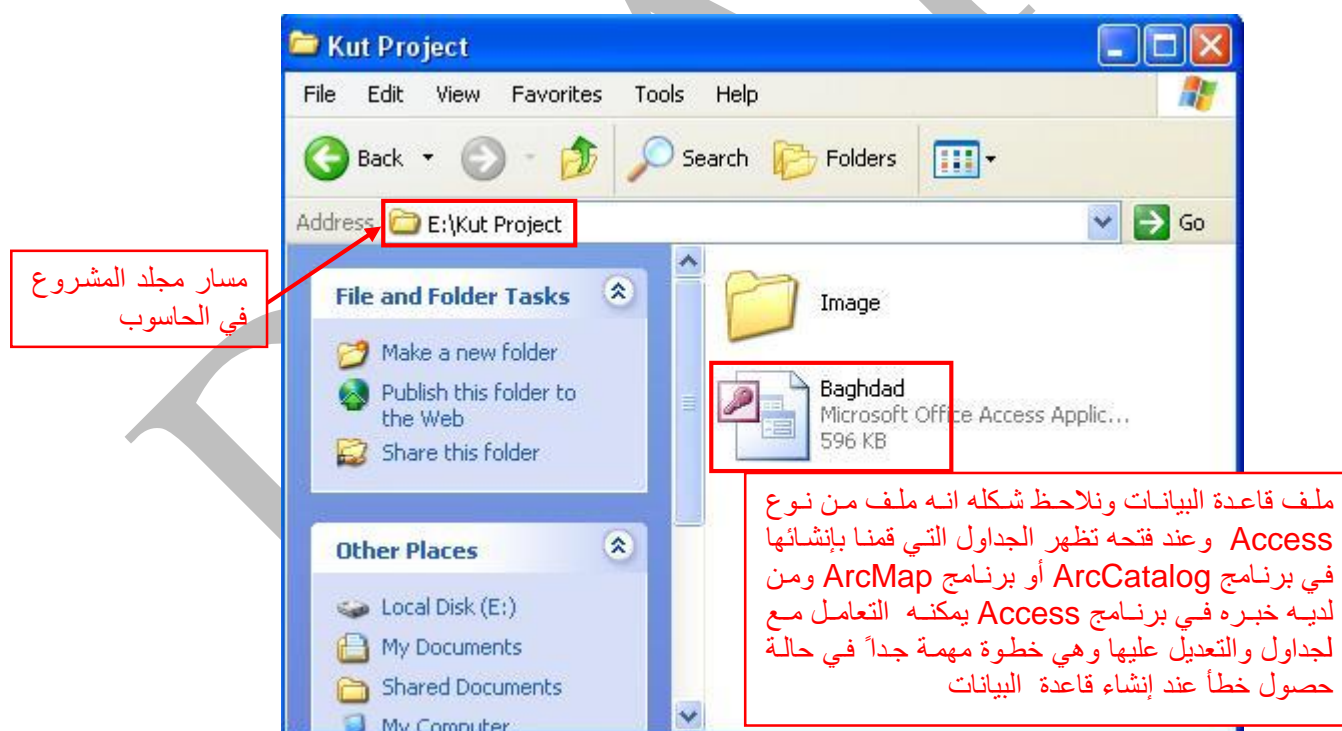 Kut Project
File Edit View Favorites Tools Help
Back Search Folders
Address E:\Kut Project Go
مسار مجلد المشروع
في الحاسوب
File and Folder Tasks
Make a new folder
Publish this folder to
the Web
Share this folder
Other Places
Local Disk (E:)
My Documents
Shared Documents
My Computer
Image
Baghdad
Microsoft Office Access Applic...
596 KB
ملف قاعدة البيانات ونلاحظ شكله انه ملف من نوع
Access وعند فتحه تظهر الجداول التي قمنا بإنشائها
في برنامج ArcCatalog أو برنامج ArcMap ومن
لديه خبره في برنامج Access يمكنه التعامل مع
لجداول والتعديل عليها وهي خطوة مهمة جداً في حالة
حصول خطأ عند إنشاء قاعدة البيانات